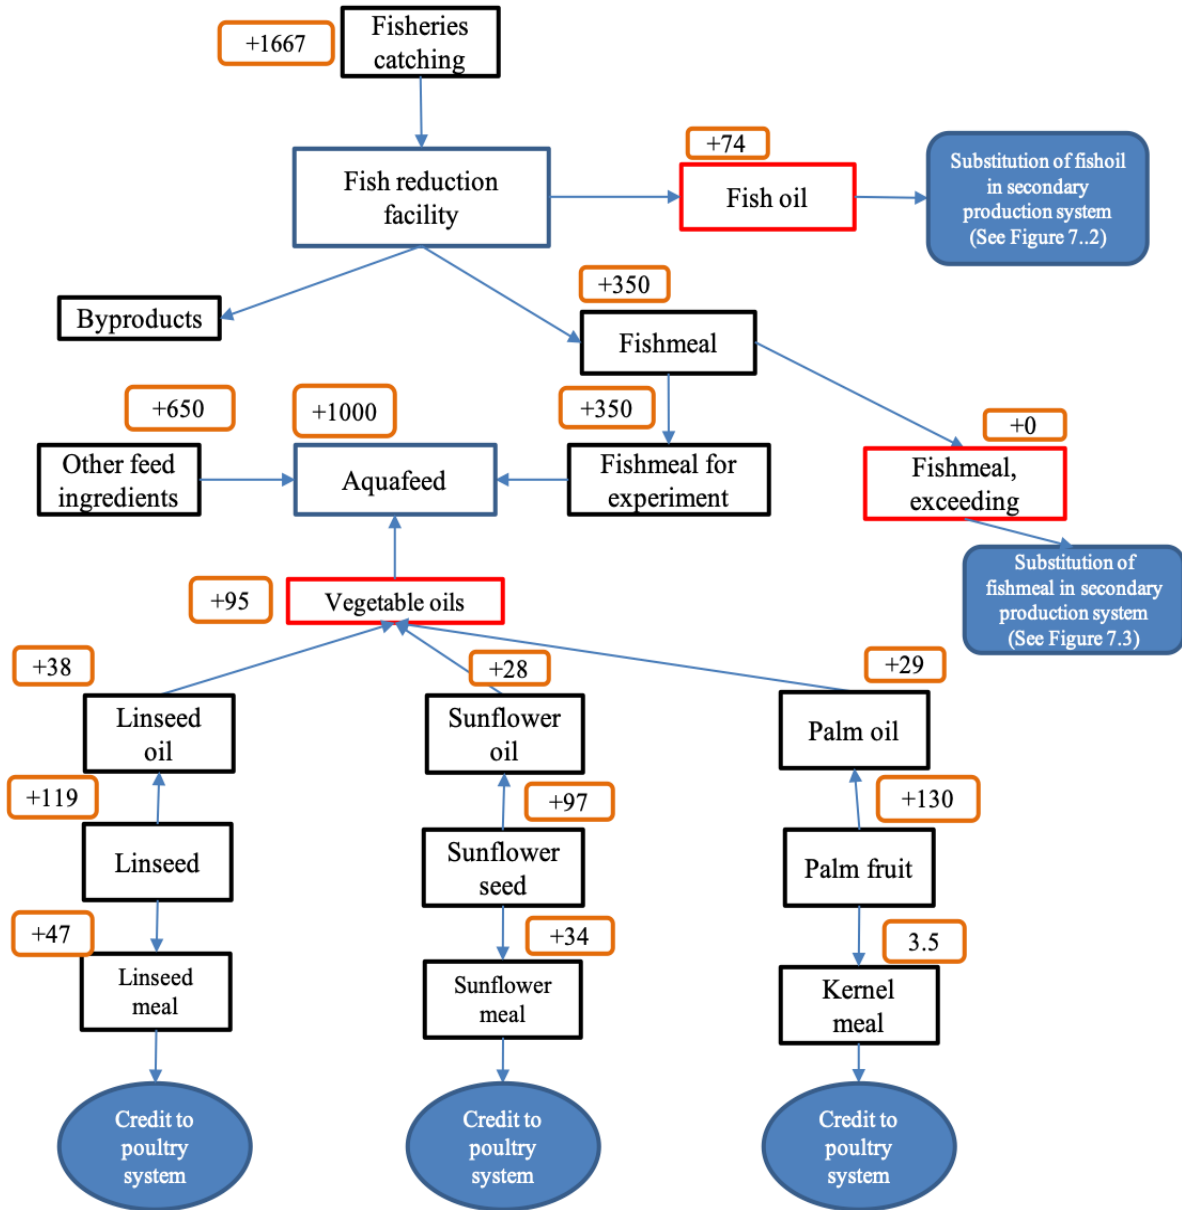 +1667
Fisheries
catching
Fish reduction
facility
+74
Fish oil
Substitution of fishoil
in secondary
production system
(See Figure 7..2)
Byproducts
+350
Fishmeal
+650
+1000
+350
+0
Other feed
ingredients
Aquafeed
Fishmeal for
experiment
Fishmeal,
exceeding
Substitution of
fishmeal in secondary
production system
(See Figure 7.3)
+95
Vegetable oils
+38
+28
+29
Linseed
oil
Sunflower
oil
Palm oil
+119
+97
+130
Linseed
Sunflower
seed
Palm fruit
+47
+34
3.5
Linseed
meal
Sunflower
meal
Kernel
meal
Credit to
poultry
system
Credit to
poultry
system
Credit to
poultry
system